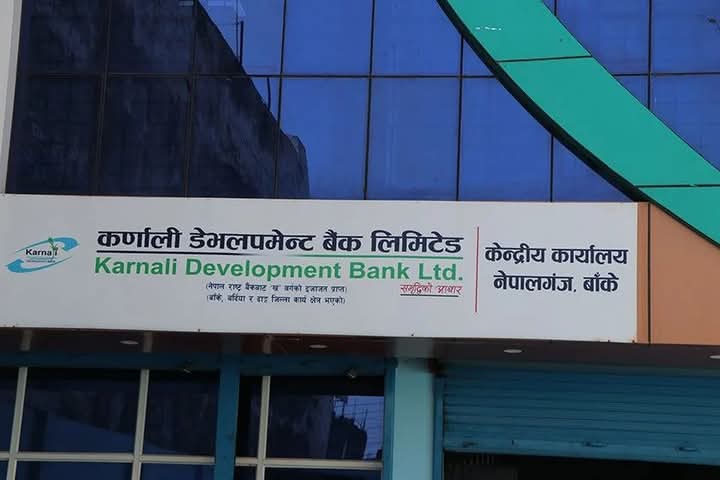 Karnali
कर्णाली डेभलपमेन्ट बैंक लिमिटेड
Karnali Development Bank Ltd.
(नेपाल राष्ट्र बैंकबाट 'ख' वर्गको इजाजत प्राप्त)
(बाँके, बर्दिया र दाङ जिल्ला कार्य क्षेत्र भएको)
समृद्धिको आधार
केन्द्रीय कार्यालय
नेपालगंज, बाँके